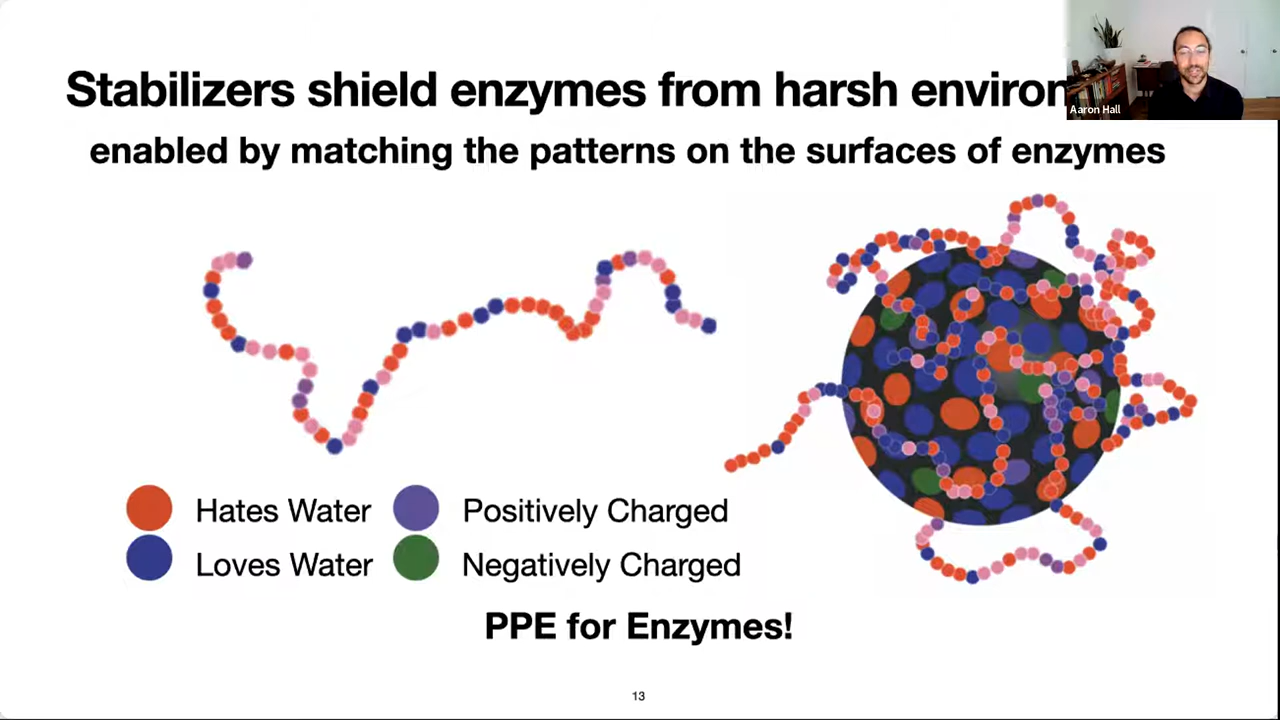 Stabilizers shield enzymes from harsh environ
Aaron Hall
enabled by matching the patterns on the surfaces of enzymes
Hates Water
Positively Charged
Loves Water
Negatively Charged
PPE for Enzymes!
13